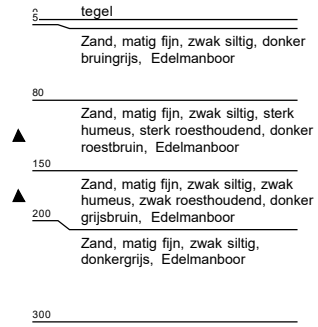 0 tegel
5
Zand, matig fijn, zwak siltig, donker
bruingrijs, Edelmanboor
80
Zand, matig fijn, zwak siltig, sterk
humeus, sterk roesthoudend, donker
roestbruin, Edelmanboor
150
Zand, matig fijn, zwak siltig, zwak
humeus, zwak roesthoudend, donker
grijsbruin, Edelmanboor
200
Zand, matig fijn, zwak siltig,
donkergrijs, Edelmanboor
300